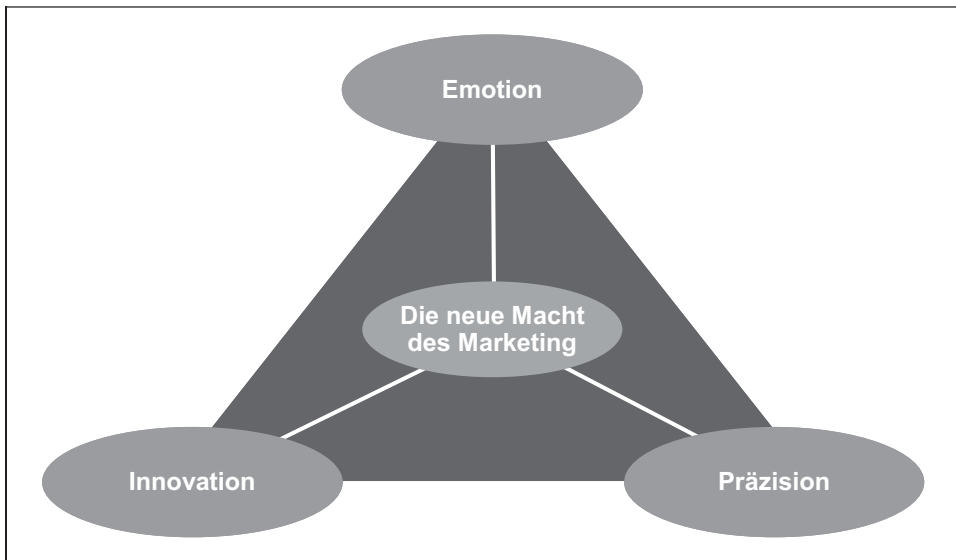 Emotion
Die neue Macht
des Marketing
Innovation
Präzision